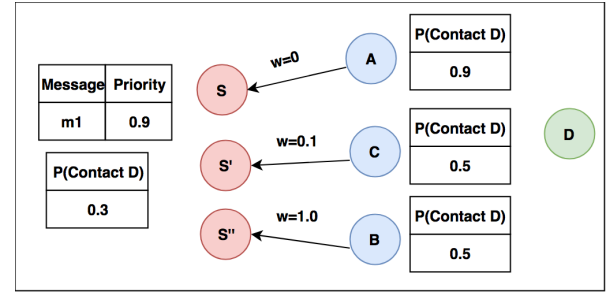 Message Priority
m1 0.9
P(Contact D)
0.3
S
w=0
A
P(Contact D)
0.9
S'
w=0.1
C
P(Contact D)
0.5
S"
w=1.0
B
P(Contact D)
0.5
D